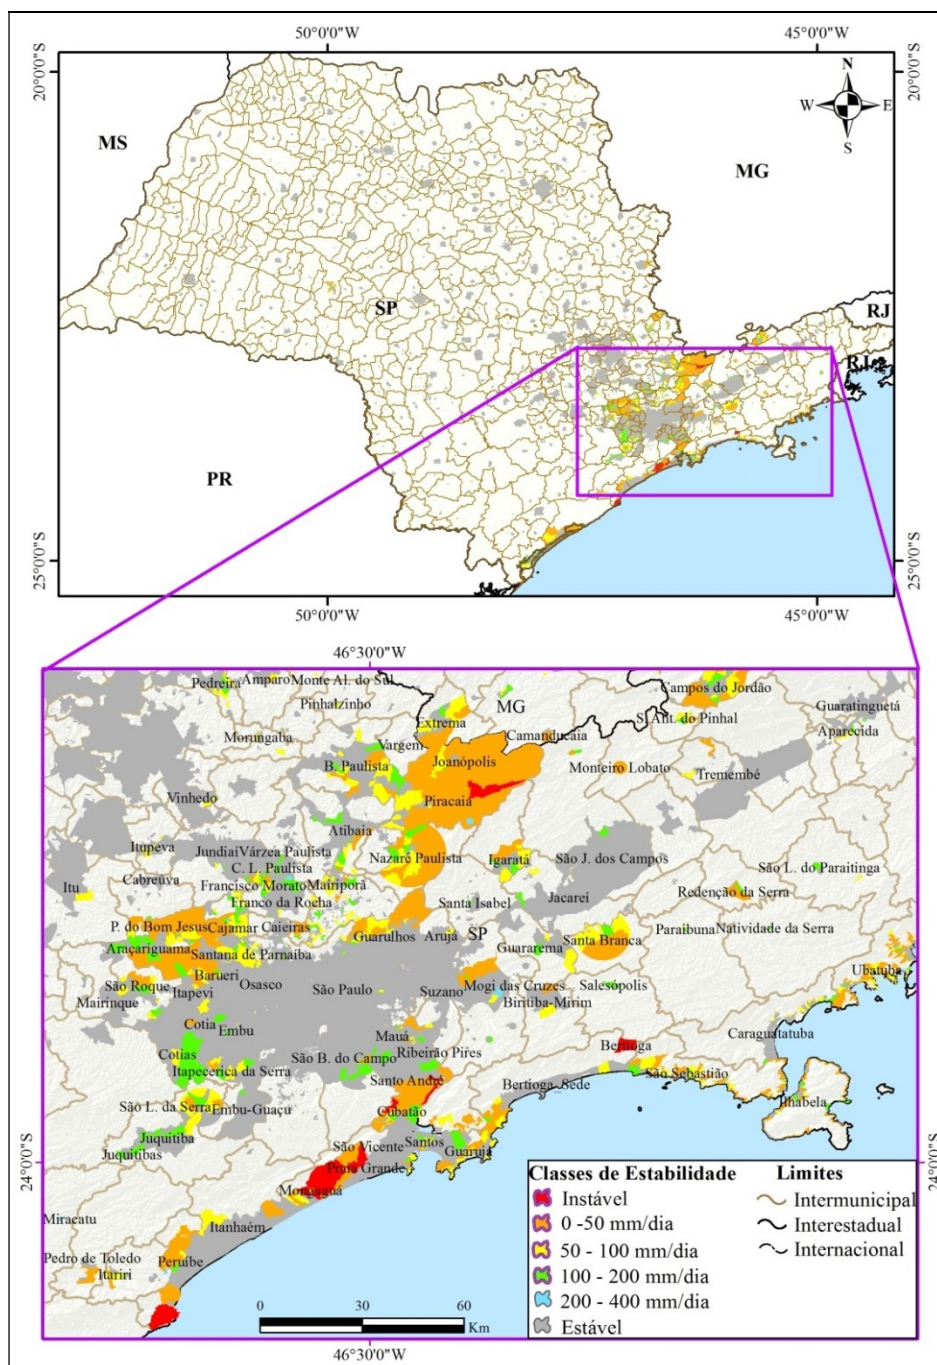 50°0'0"W
45°0'0"W
20°0'0"S
20°0'0"S
N
W
E
S
MS
MG
SP
RJ
RJ
PR
25°0'0"S
25°0'0"S
50°0'0"W
45°0'0"W
46°30'0"W
Pedreira
Amparo
Monte Al. do Sul
Pinhalzinho
MG
Campos do Jordão
Guaratinguetá
Extrema
S. Ant. do Pinhal
Aparecida
Morungaba
Vargem
Camanducaia
B. Paulista
Joanópolis
Monteiro Lobato
Tremembé
Vinhedo
Piracaia
Atibaia
Itupeva
Jundiaí
Várzea Paulista
Nazaré Paulista
Igaratá
São J. dos Campos
C. L. Paulista
São L. do Paraitinga
Itu
Cabreúva
Francisco Morato
Mairiporã
Redenção da Serra
Franco da Rocha
Santa Isabel
Jacareí
P. do Bom Jesus
Cajamar
Caieiras
Guarulhos
Arujá
SP
Santa Branca
Paraibuna
Natividade da Serra
Araçariguama
Santana de Parnaíba
Guararema
Barueri
Ubatuba
São Roque
Itapevi
Osasco
São Paulo
Suzano
Mogi das Cruzes
Salesópolis
Mairinque
Biritiba-Mirim
Cotia
Embu
Mauá
Caraguatatuba
Cotias
São B. do Campo
Ribeirão Pires
Bertioga
Itapecerica da Serra
Santo André
Bertioga_Sede
São Sebastião
São L. da Serra
Embu-Guaçu
Cubatão
Ilhabela
Juquitiba
São Vicente
Santos
Juquitibas
Praia Grande
Guarujá
24°0'0"S
24°0'0"S
Mongaguá
Miracatu
Itanhaém
Pedro de Toledo
Peruíbe
Itariri
Classes de Estabilidade
Instável
0 -50 mm/dia
50 - 100 mm/dia
100 - 200 mm/dia
200 - 400 mm/dia
Estável
Limites
Intermunicipal
Interestadual
Internacional
0
30
60
Km
46°30'0"W